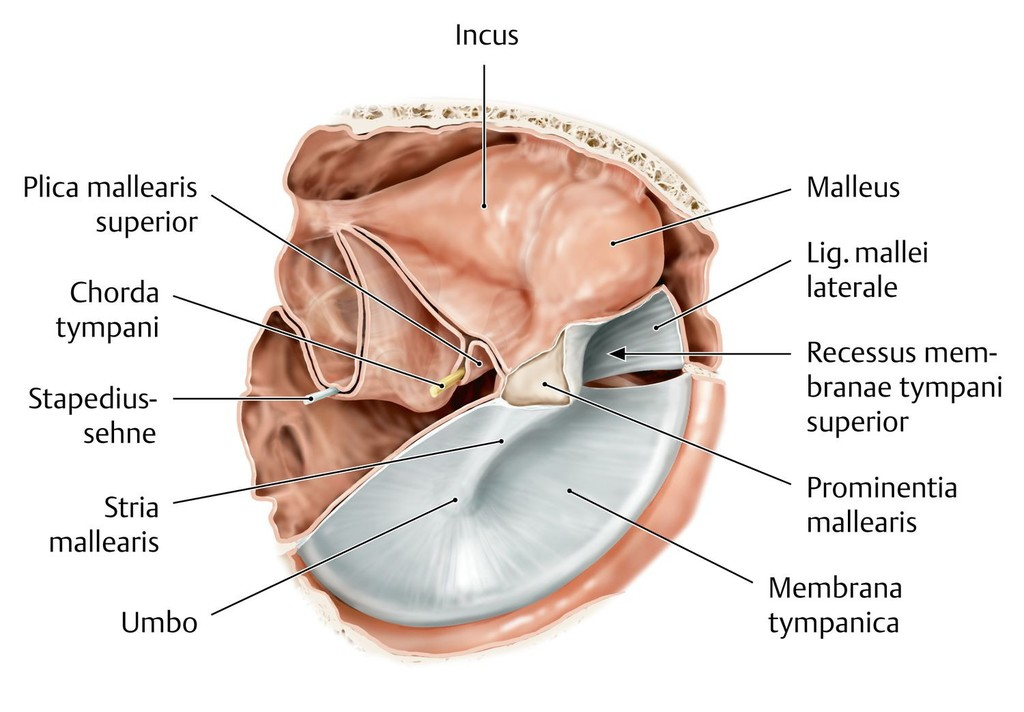 Incus
Plica mallearis
superior
Chorda
tympani
Stapedius-
sehne
Stria
mallearis
Umbo
Malleus
Lig. mallei
laterale
Recessus mem-
branae tympani
superior
Prominentia
mallearis
Membrana
tympanica